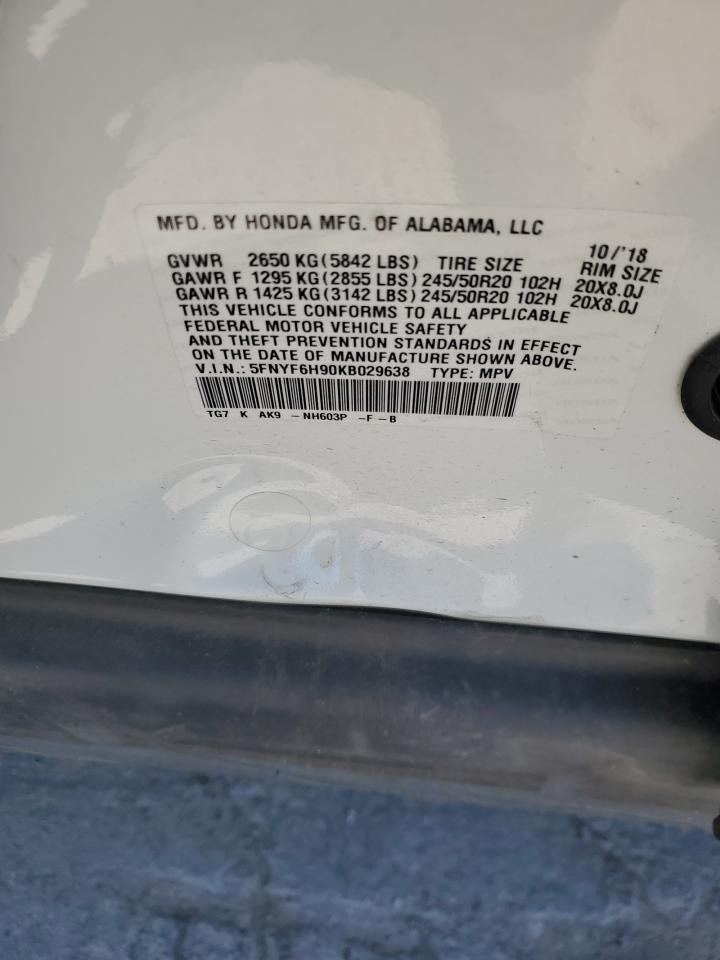 MFD. BY HONDA MFG. OF ALABAMA, LLC
10/'18
GVWR 2650 KG(5842 LBS) TIRE SIZE RIM SIZE
GAWR F 1295 KG(2855 LBS) 245/50R20 102H 20X8.0J
GAWR R 1425 KG(3142 LBS) 245/50R20 102H 20X8.0J
THIS VEHICLE CONFORMS TO ALL APPLICABLE
FEDERAL MOTOR VEHICLE SAFETY
AND THEFT PREVENTION STANDARDS IN EFFECT
ON THE DATE OF MANUFACTURE SHOWN ABOVE.
V.I.N.: 5FNYF6H90KB029638 TYPE: MPV
TG7 K AK9 -NH603P -F-B